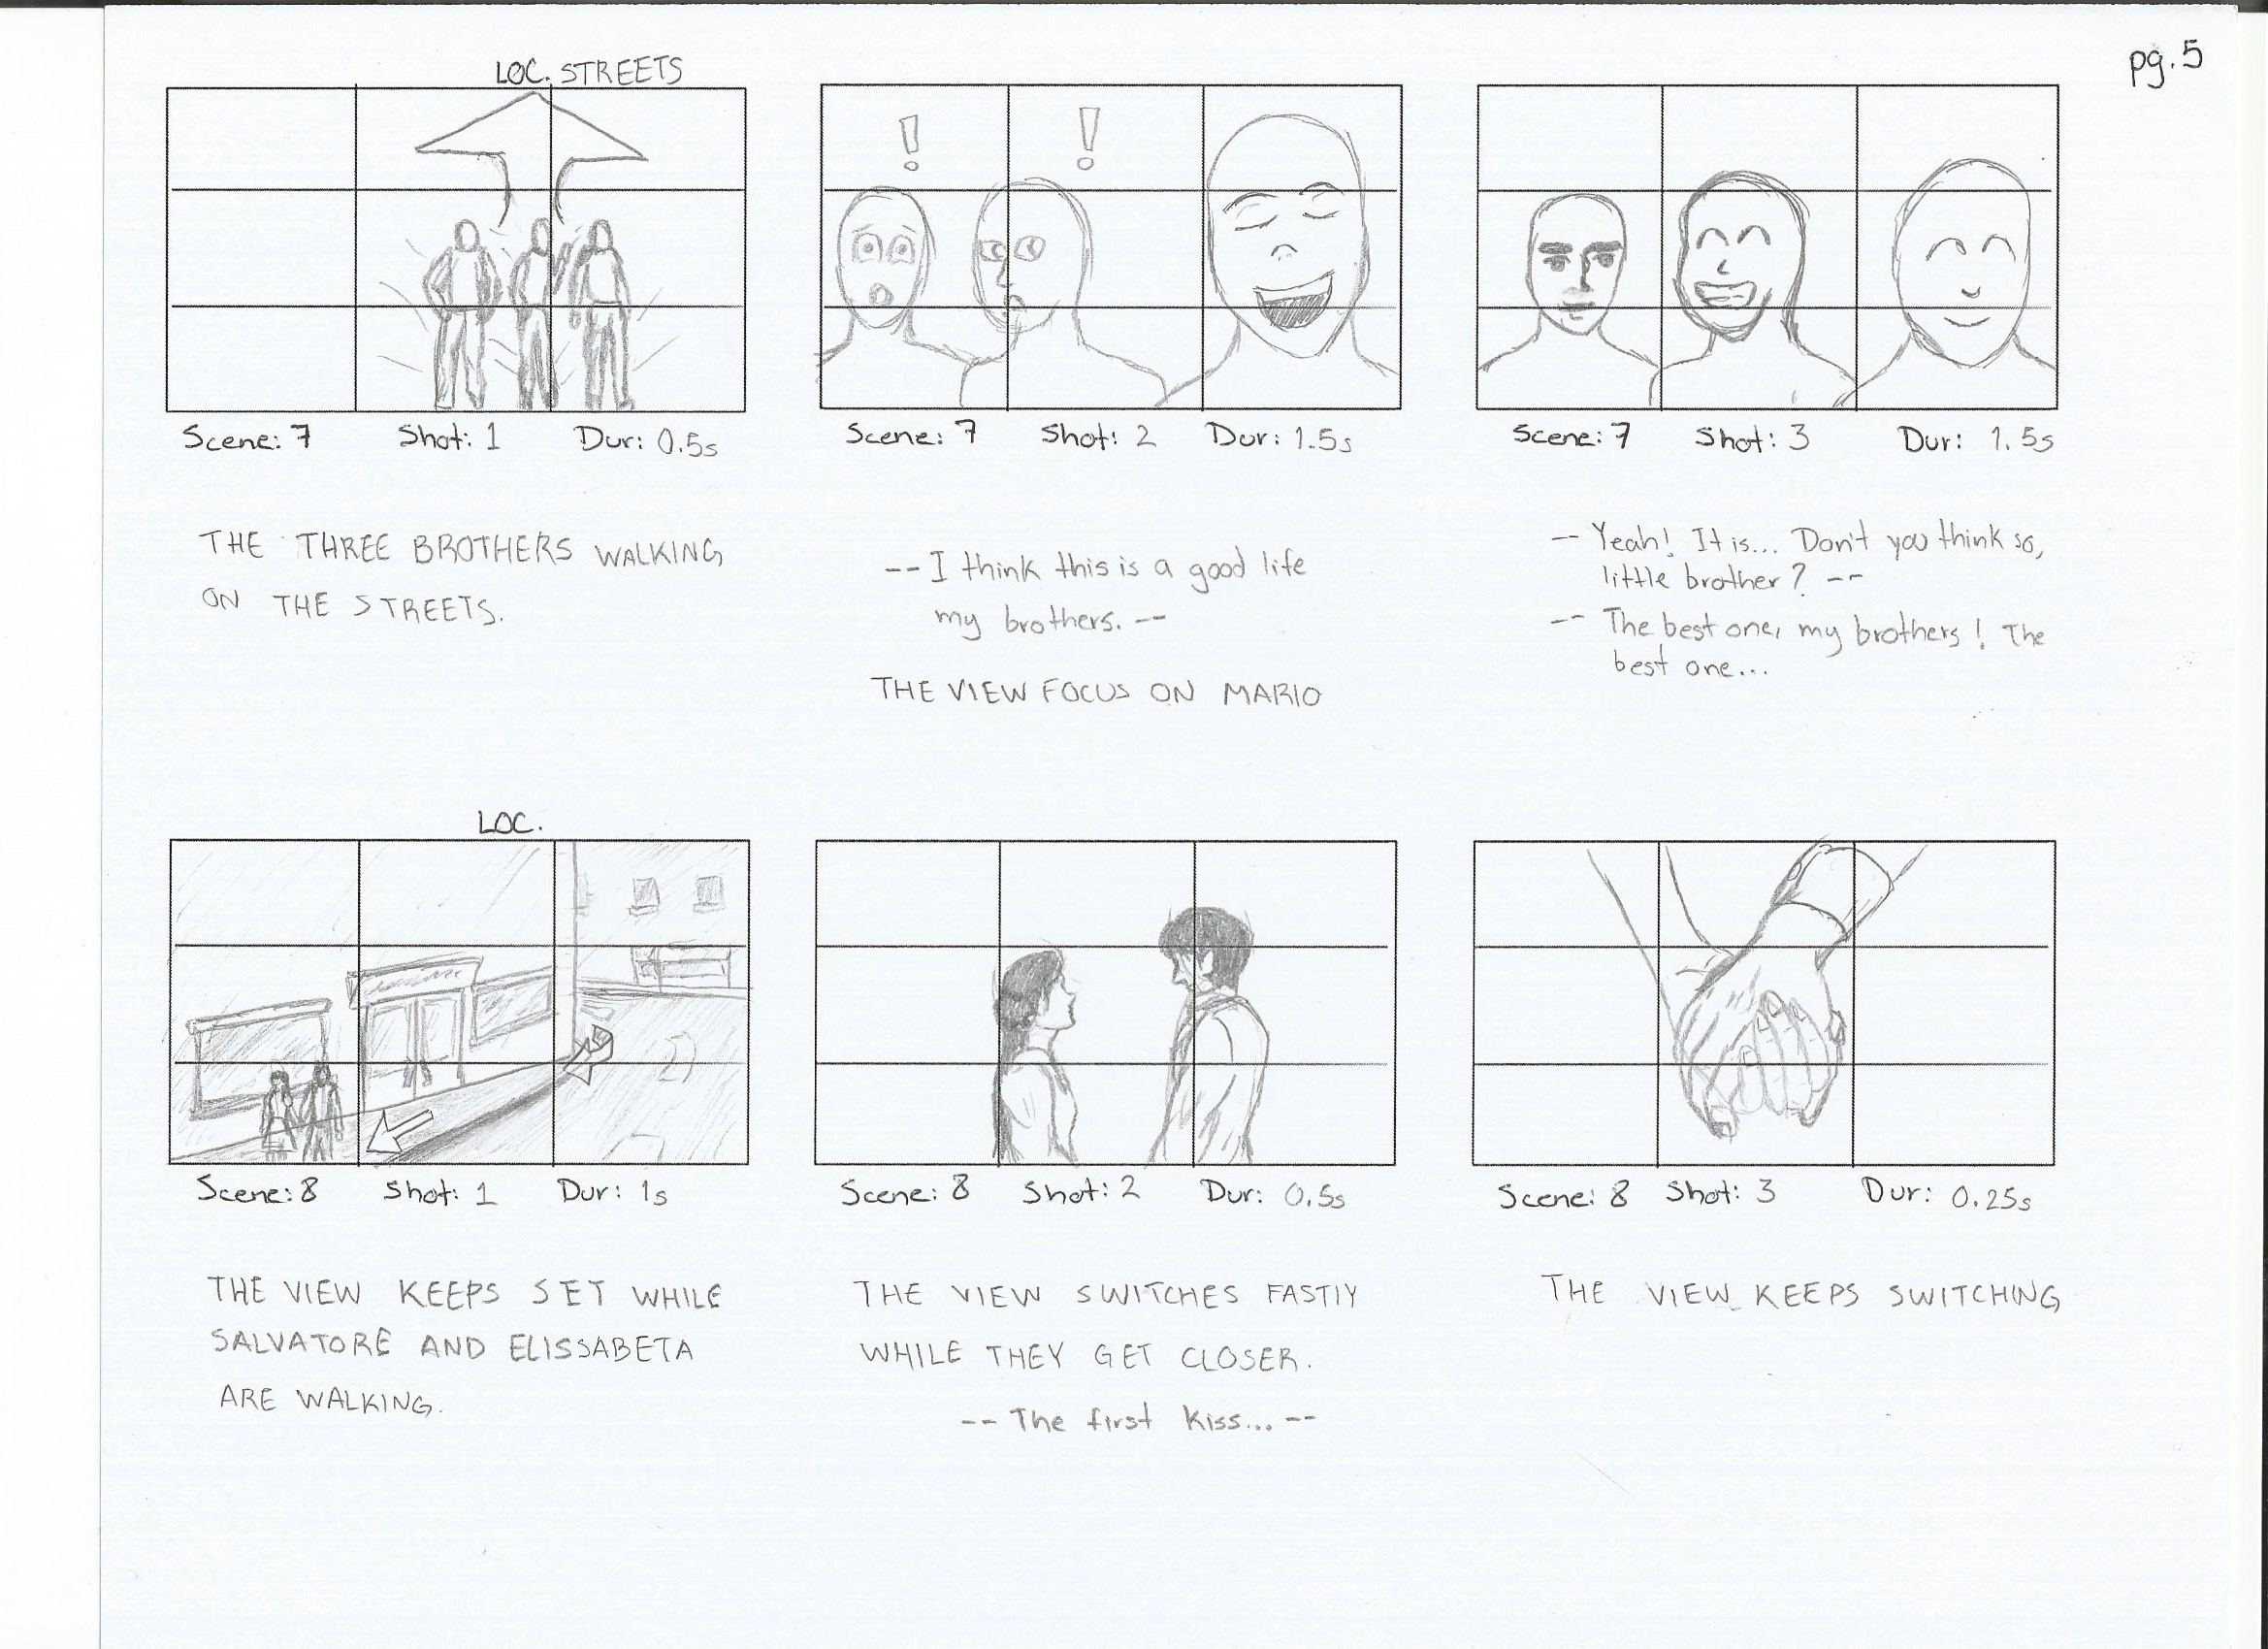 pg.5
LOC. STREETS
! !
Scene: 7 Shot: 1 Dur: 0.5s
Scene: 7 Shot: 2 Dur: 1.5s
Scene: 7 Shot: 3 Dur: 1.5s
THE THREE BROTHERS WALKING
ON THE STREETS.
-- I think this is a good life
my brothers. --
THE VIEW FOCUS ON MARIO
-- Yeah! It is... Don't you think so,
little brother? --
-- The best one, my brothers! The
best one...
LOC.
Scene: 8 Shot: 1 Dur: 1s
Scene: 8 Shot: 2 Dur: 0.5s
Scene: 8 Shot: 3 Dur: 0.25s
THE VIEW KEEPS SET WHILE
SALVATORE AND ELISSABETA
ARE WALKING.
THE VIEW SWITCHES FASTIY
WHILE THEY GET CLOSER.
-- The first kiss... --
THE VIEW KEEPS SWITCHING